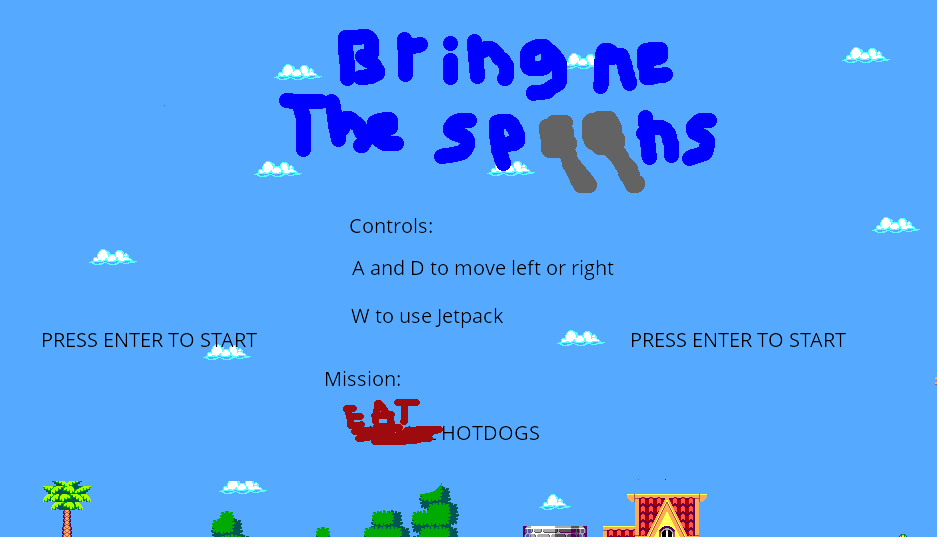 Bring me
The spoons
Controls:
A and D to move left or right
W to use Jetpack
PRESS ENTER TO START
PRESS ENTER TO START
Mission:
EAT
HOTDOGS